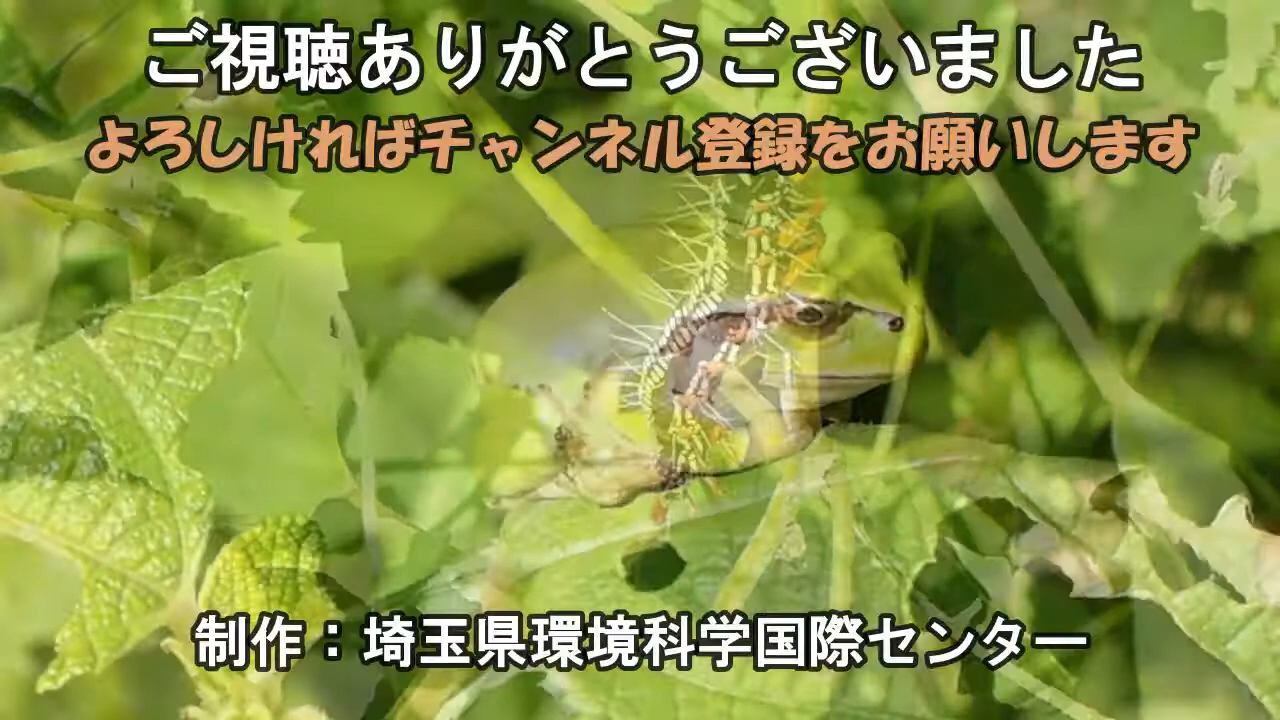 ご視聴ありがとうございました
よろしければチャンネル登録をお願いします
制作：埼玉県環境科学国際センター